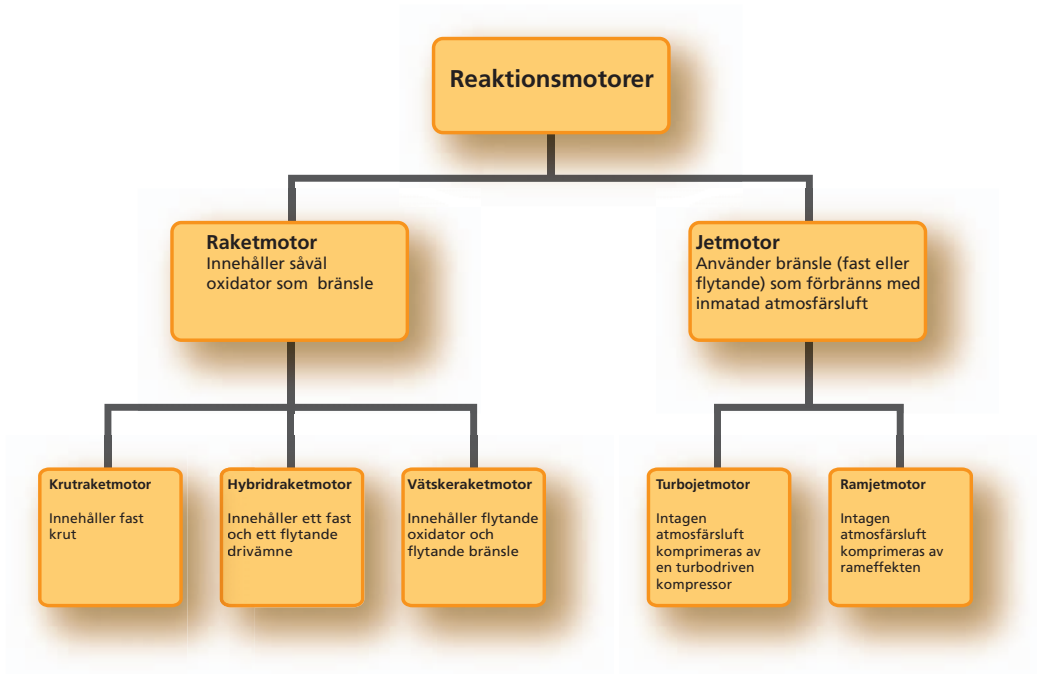 Reaktionsmotorer
Raketmotor
Innehåller såväl
oxidator som bränsle
Jetmotor
Använder bränsle (fast eller
flytande) som förbränns med
inmatad atmosfärsluft
Krutraketmotor
Innehåller fast
krut
Hybridraketmotor
Innehåller ett fast
och ett flytande
drivämne
Vätskeraketmotor
Innehåller flytande
oxidator och
flytande bränsle
Turbojetmotor
Intagen
atmosfärsluft
komprimeras av
en turbodriven
kompressor
Ramjetmotor
Intagen
atmosfärsluft
komprimeras av
rameffekten